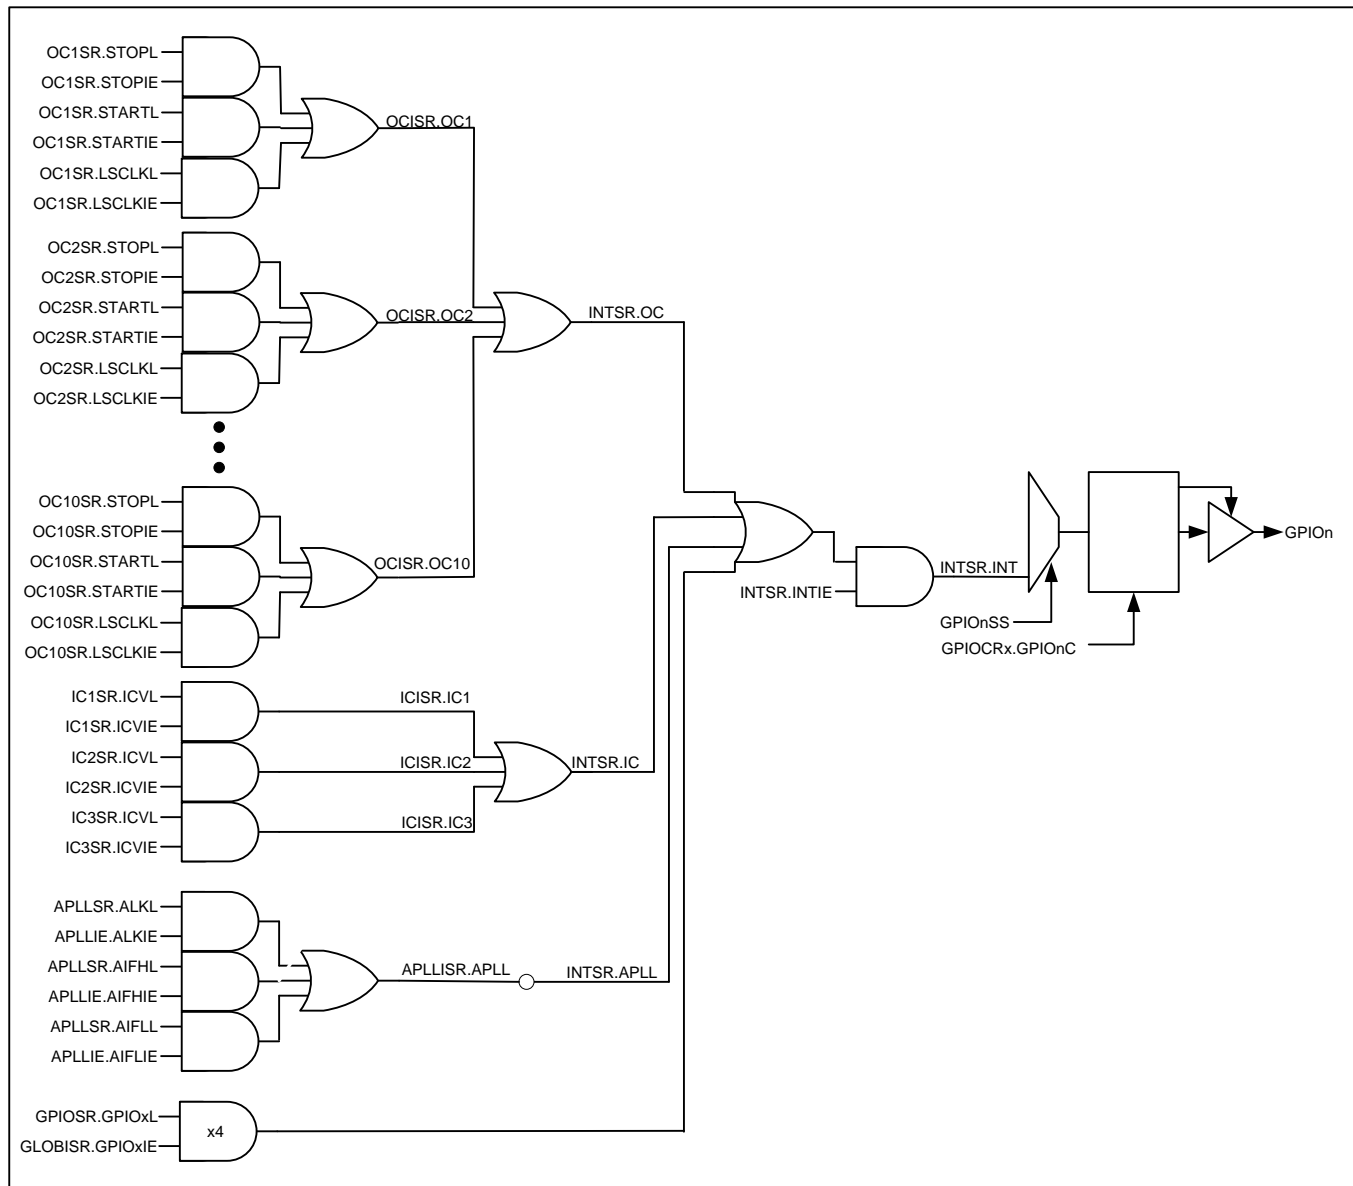 OC1SR.STOPL
OC1SR.STOPIE
OC1SR.STARTL
OC1SR.STARTIE
OC1SR.LSCLKL
OC1SR.LSCLKIE
OCISR.OC1
OC2SR.STOPL
OC2SR.STOPIE
OC2SR.STARTL
OC2SR.STARTIE
OC2SR.LSCLKL
OC2SR.LSCLKIE
OCISR.OC2
INTSR.OC
OC10SR.STOPL
OC10SR.STOPIE
OC10SR.STARTL
OC10SR.STARTIE
OC10SR.LSCLKL
OC10SR.LSCLKIE
OCISR.OC10
INTSR.INTIE
INTSR.INT
GPIOnSS
GPIOCRx.GPIOnC
GPIOn
IC1SR.ICVL
IC1SR.ICVIE
IC2SR.ICVL
IC2SR.ICVIE
IC3SR.ICVL
IC3SR.ICVIE
ICISR.IC1
ICISR.IC2
ICISR.IC3
INTSR.IC
APLLSR.ALKL
APLLIE.ALKIE
APLLSR.AIFHL
APLLIE.AIFHIE
APLLSR.AIFLL
APLLIE.AIFLIE
APLLISR.APLL
INTSR.APLL
GPIOSR.GPIOxL
GLOBISR.GPIOxIE
x4